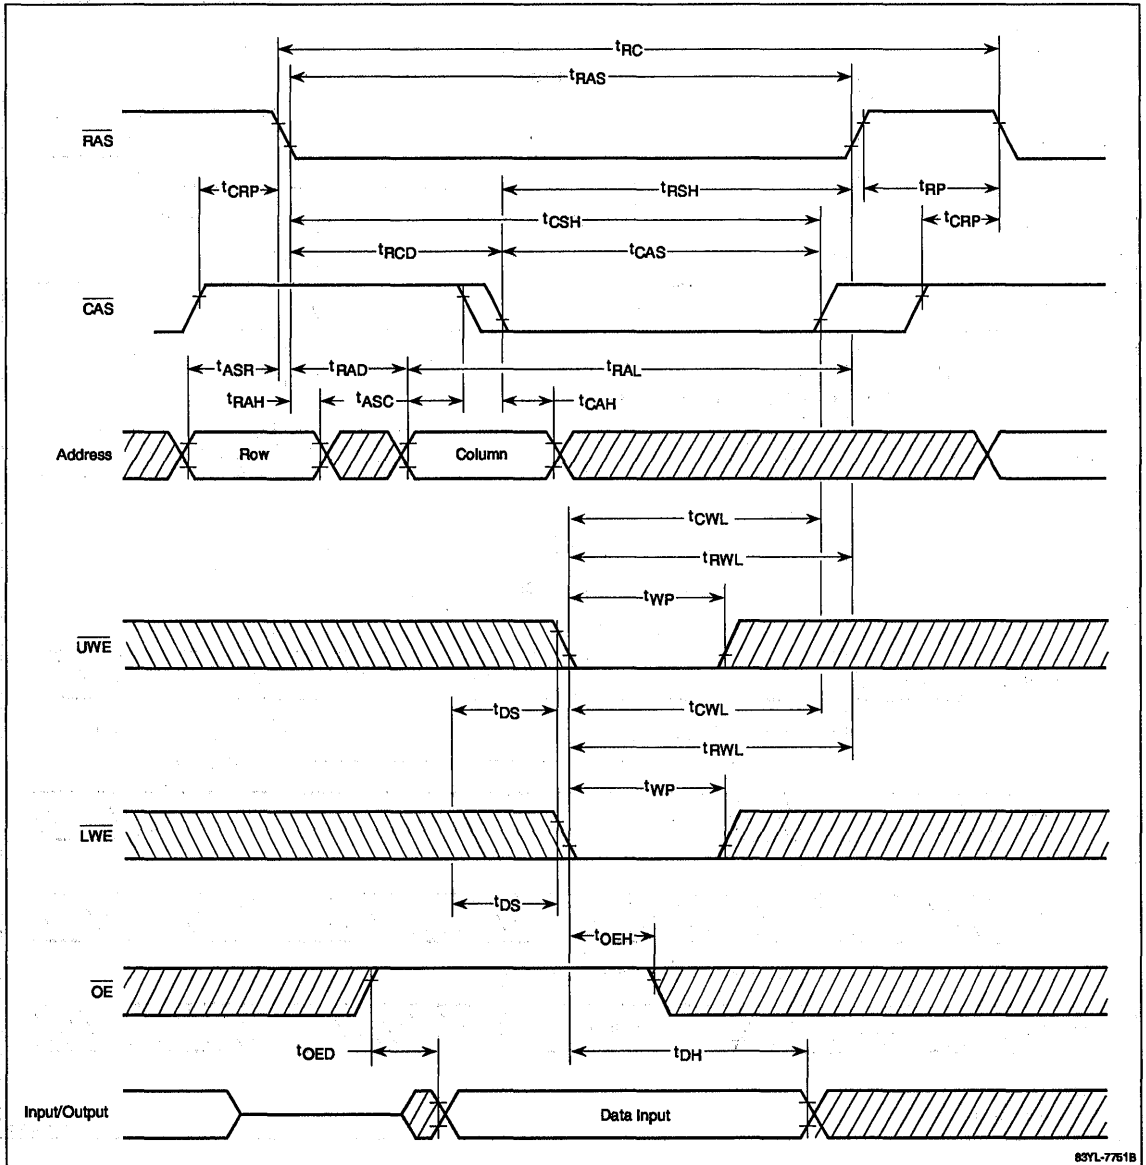 tRC
tRAS
RAS
tCRP
tRSH
tRP
tCSH
tCRP
tRCD
tCAS
CAS
tASR
tRAD
tRAL
tRAH
tASC
tCAH
Address
Row
Column
tCWL
tRWL
tWP
UWE
tDS
tCWL
tRWL
tWP
LWE
tDS
tOEH
OE
tOED
tDH
Input/Output
Data Input
83YL-7751B